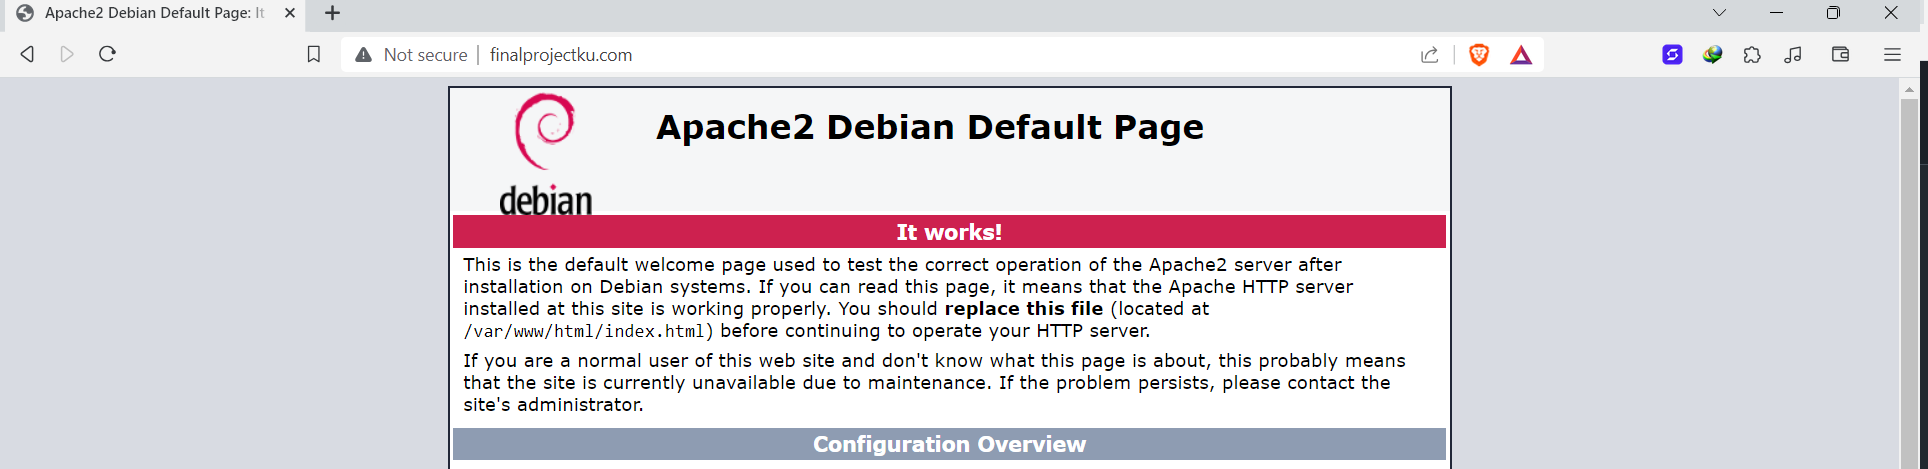 Apache2 Debian Default Page: It
Not secure | finalprojectku.com
Apache2 Debian Default Page
debian
It works!
This is the default welcome page used to test the correct operation of the Apache2 server after
installation on Debian systems. If you can read this page, it means that the Apache HTTP server
installed at this site is working properly. You should replace this file (located at
/var/www/html/index.html) before continuing to operate your HTTP server.
If you are a normal user of this web site and don't know what this page is about, this probably means
that the site is currently unavailable due to maintenance. If the problem persists, please contact the
site's administrator.
Configuration Overview